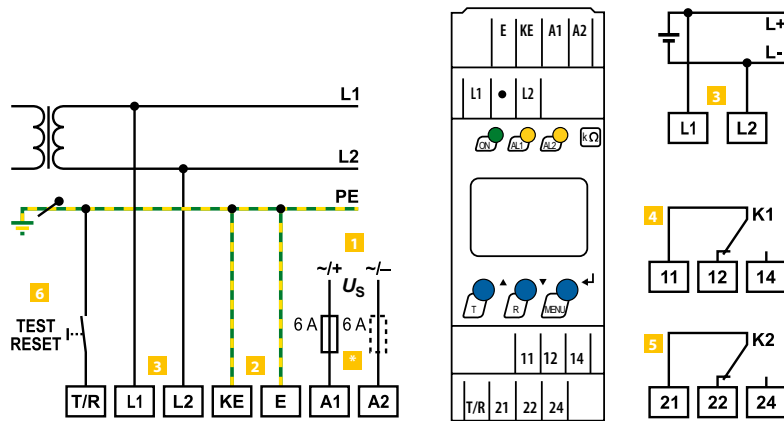 L1
L2
PE
1
~/+ ~/–
US
6 A 6 A
*
6
TEST
RESET
3 2
T/R L1 L2 KE E A1 A2
E KE A1 A2
L1 • L2
ON AL1 AL2 kΩ
T R MENU
11 12 14
T/R 21 22 24
L+
L-
3
L1 L2
4 K1
11 12 14
5 K2
21 22 24